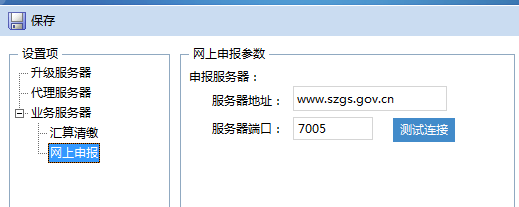 保存
设置项
升级服务器
代理服务器
业务服务器
汇算清缴
网上申报
网上申报参数
申报服务器：
服务器地址： www.szgs.gov.cn
服务器端口： 7005 测试连接